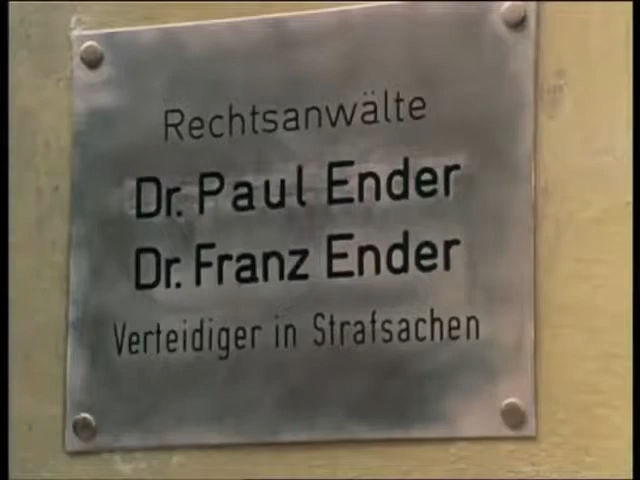 Rechtsanwälte
Dr. Paul Ender
Dr. Franz Ender
Verteidiger in Strafsachen